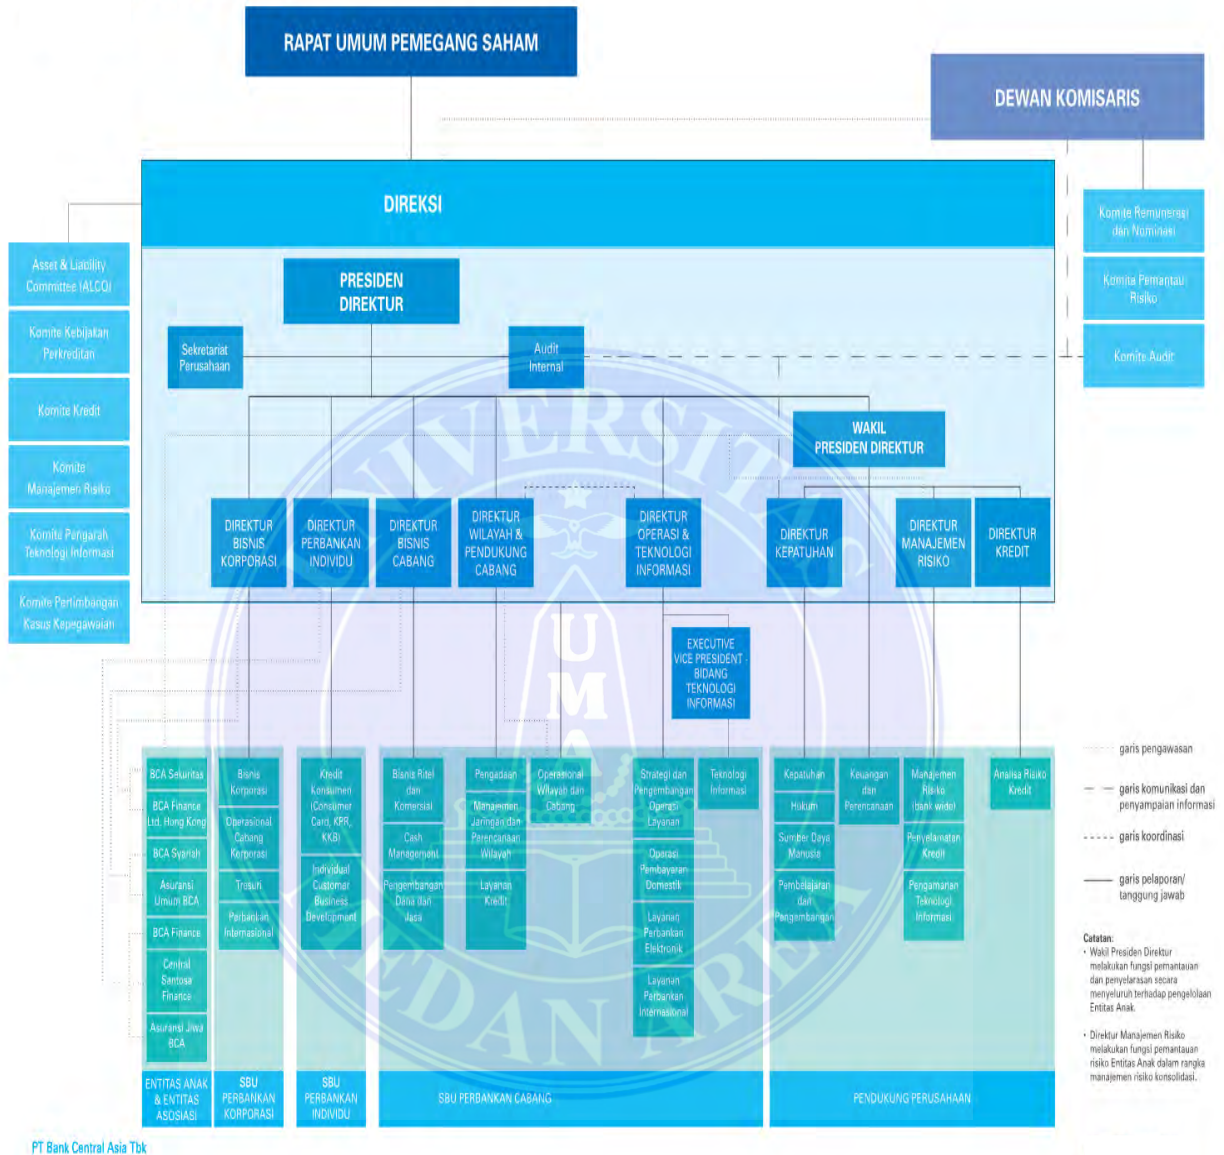 RAPAT UMUM PEMEGANG SAHAM
DEWAN KOMISARIS
DIREKSI
Komite Remunerasi
dan Nominasi
Komite Pemantau
Risiko
Komite Audit
Asset & Liability
Committee (ALCO)
Komite Kebijakan
Perkreditan
Komite Kredit
Komite
Manajemen Risiko
Komite Pengarah
Teknologi Informasi
Komite Pertimbangan
Kasus Kepegawaian
PRESIDEN
DIREKTUR
Sekretariat
Perusahaan
Audit
Internal
WAKIL
PRESIDEN DIREKTUR
DIREKTUR
BISNIS
KORPORASI
DIREKTUR
PERBANKAN
INDIVIDU
DIREKTUR
BISNIS
CABANG
DIREKTUR
WILAYAH &
PENDUKUNG
CABANG
DIREKTUR
OPERASI &
TEKNOLOGI
INFORMASI
DIREKTUR
KEPATUHAN
DIREKTUR
MANAJEMEN
RISIKO
DIREKTUR
KREDIT
EXECUTIVE
VICE PRESIDENT -
BIDANG
TEKNOLOGI
INFORMASI
BCA Sekuritas
BCA Finance
Ltd. Hong Kong
BCA Syariah
Asuransi
Umum BCA
BCA Finance
Central
Santosa
Finance
Asuransi Jiwa
BCA
ENTITAS ANAK
& ENTITAS
ASOSIASI
Bisnis
Korporasi
Operasional
Cabang
Korporasi
Tresuri
Perbankan
Internasional
SBU
PERBANKAN
KORPORASI
Kredit
Konsumen
(Consumer
Card, KPR,
KKB)
Individual
Customer
Business
Development
SBU
PERBANKAN
INDIVIDU
Bisnis Ritel
dan
Komersial
Cash
Management
Pengembangan
Dana dan
Jasa
Pengadaan
Manajemen
Jaringan dan
Perencanaan
Wilayah
Layanan
Kredit
Operasional
Wilayah dan
Cabang
Strategi dan
Pengembangan
Operasi
Layanan
Operasi
Pembayaran
Domestik
Layanan
Perbankan
Elektronik
Layanan
Perbankan
Internasional
Teknologi
Informasi
SBU PERBANKAN CABANG
Kepatuhan
Hukum
Sumber Daya
Manusia
Pembelajaran
dan
Pengembangan
Keuangan dan
Perencanaan
Manajemen
Risiko
(bank wide)
Penyelamatan
Kredit
Pengamanan
Teknologi
Informasi
Analisa Risiko
Kredit
PENDUKUNG PERUSAHAAN
garis pengawasan
garis komunikasi dan
penyampaian informasi
garis koordinasi
garis pelaporan/
tanggung jawab
Catatan:
• Wakil Presiden Direktur
melakukan fungsi pemantauan
dan penyelarasan secara
menyeluruh terhadap pengelolaan
Entitas Anak.
• Direktur Manajemen Risiko
melakukan fungsi pemantauan
risiko Entitas Anak dalam rangka
manajemen risiko konsolidasi.
UNIVERSITAS
MEDAN AREA
U
M
A
PT Bank Central Asia Tbk